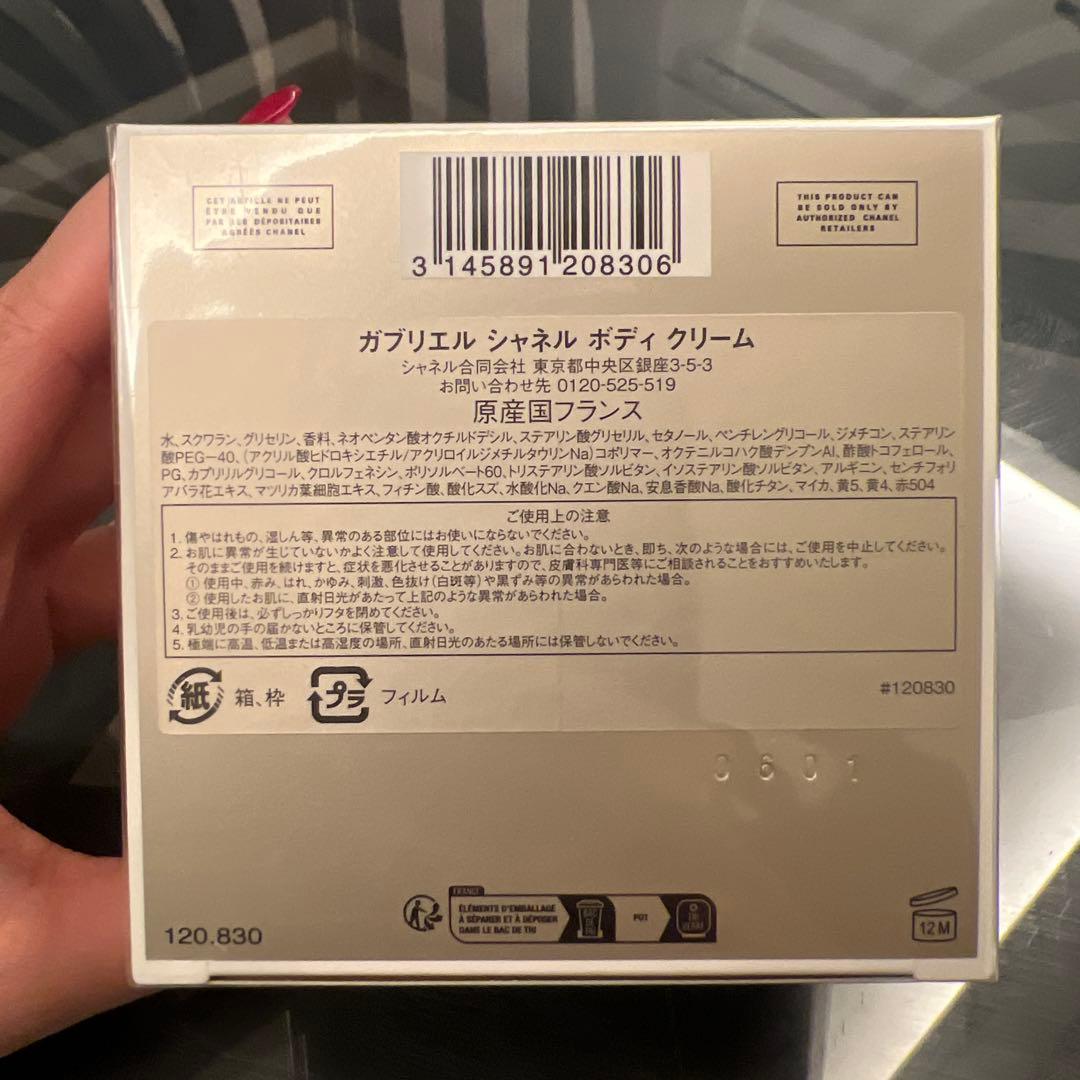 CET ARTICLE NE PEUT
ÊTRE VENDU QUE
PAR LES DÉPOSITAIRES
AGRÉÉS CHANEL
THIS PRODUCT CAN
BE SOLD ONLY BY
AUTHORIZED CHANEL
RETAILERS
3 145891 208306
ガブリエル シャネル ボディ クリーム
シャネル合同会社 東京都中央区銀座3-5-3
お問い合わせ先 0120-525-519
原産国フランス
水、スクワラン、グリセリン、香料、ネオペンタン酸オクチルドデシル、ステアリン酸グリセリル、セタノール、ペンチレングリコール、ジメチコン、ステアリン
酸PEG-40、(アクリル酸ヒドロキシエチル/アクリロイルジメチルタウリンNa)コポリマー、オクテニルコハク酸デンプンAl、酢酸トコフェロール、
PG、カプリリルグリコール、クロルフェネシン、ポリソルベート60、トリステアリン酸ソルビタン、イソステアリン酸ソルビタン、アルギニン、センチフォリ
アバラ花エキス、マツリカ葉細胞エキス、フィチン酸、酸化スズ、水酸化Na、クエン酸Na、安息香酸Na、酸化チタン、マイカ、黄5、黄4、赤504
ご使用上の注意
1. 傷やはれもの、湿しん等、異常のある部位にはお使いにならないでください。
2. お肌に異常が生じていないかよく注意して使用してください。お肌に合わないとき、即ち、次のような場合には、ご使用を中止してください。
そのままご使用を続けますと、症状を悪化させることがありますので、皮膚科専門医等にご相談されることをおすすめいたします。
① 使用中、赤み、はれ、かゆみ、刺激、色抜け(白斑等)や黒ずみ等の異常があらわれた場合。
② 使用したお肌に、直射日光があたって上記のような異常があらわれた場合。
3. ご使用後は、必ずしっかりフタを閉めてください。
4. 乳幼児の手の届かないところに保管してください。
5. 極端に高温、低温または高湿度の場所、直射日光のあたる場所には保管しないでください。
紙 箱、枠 プラ フィルム
#120830
0601
FRANCE
ÉLÉMENTS D'EMBALLAGE
À SÉPARER ET À DÉPOSER
DANS LE BAC DE TRI
BAC DE TRI
POT
TRI VERRE
120.830
12 M